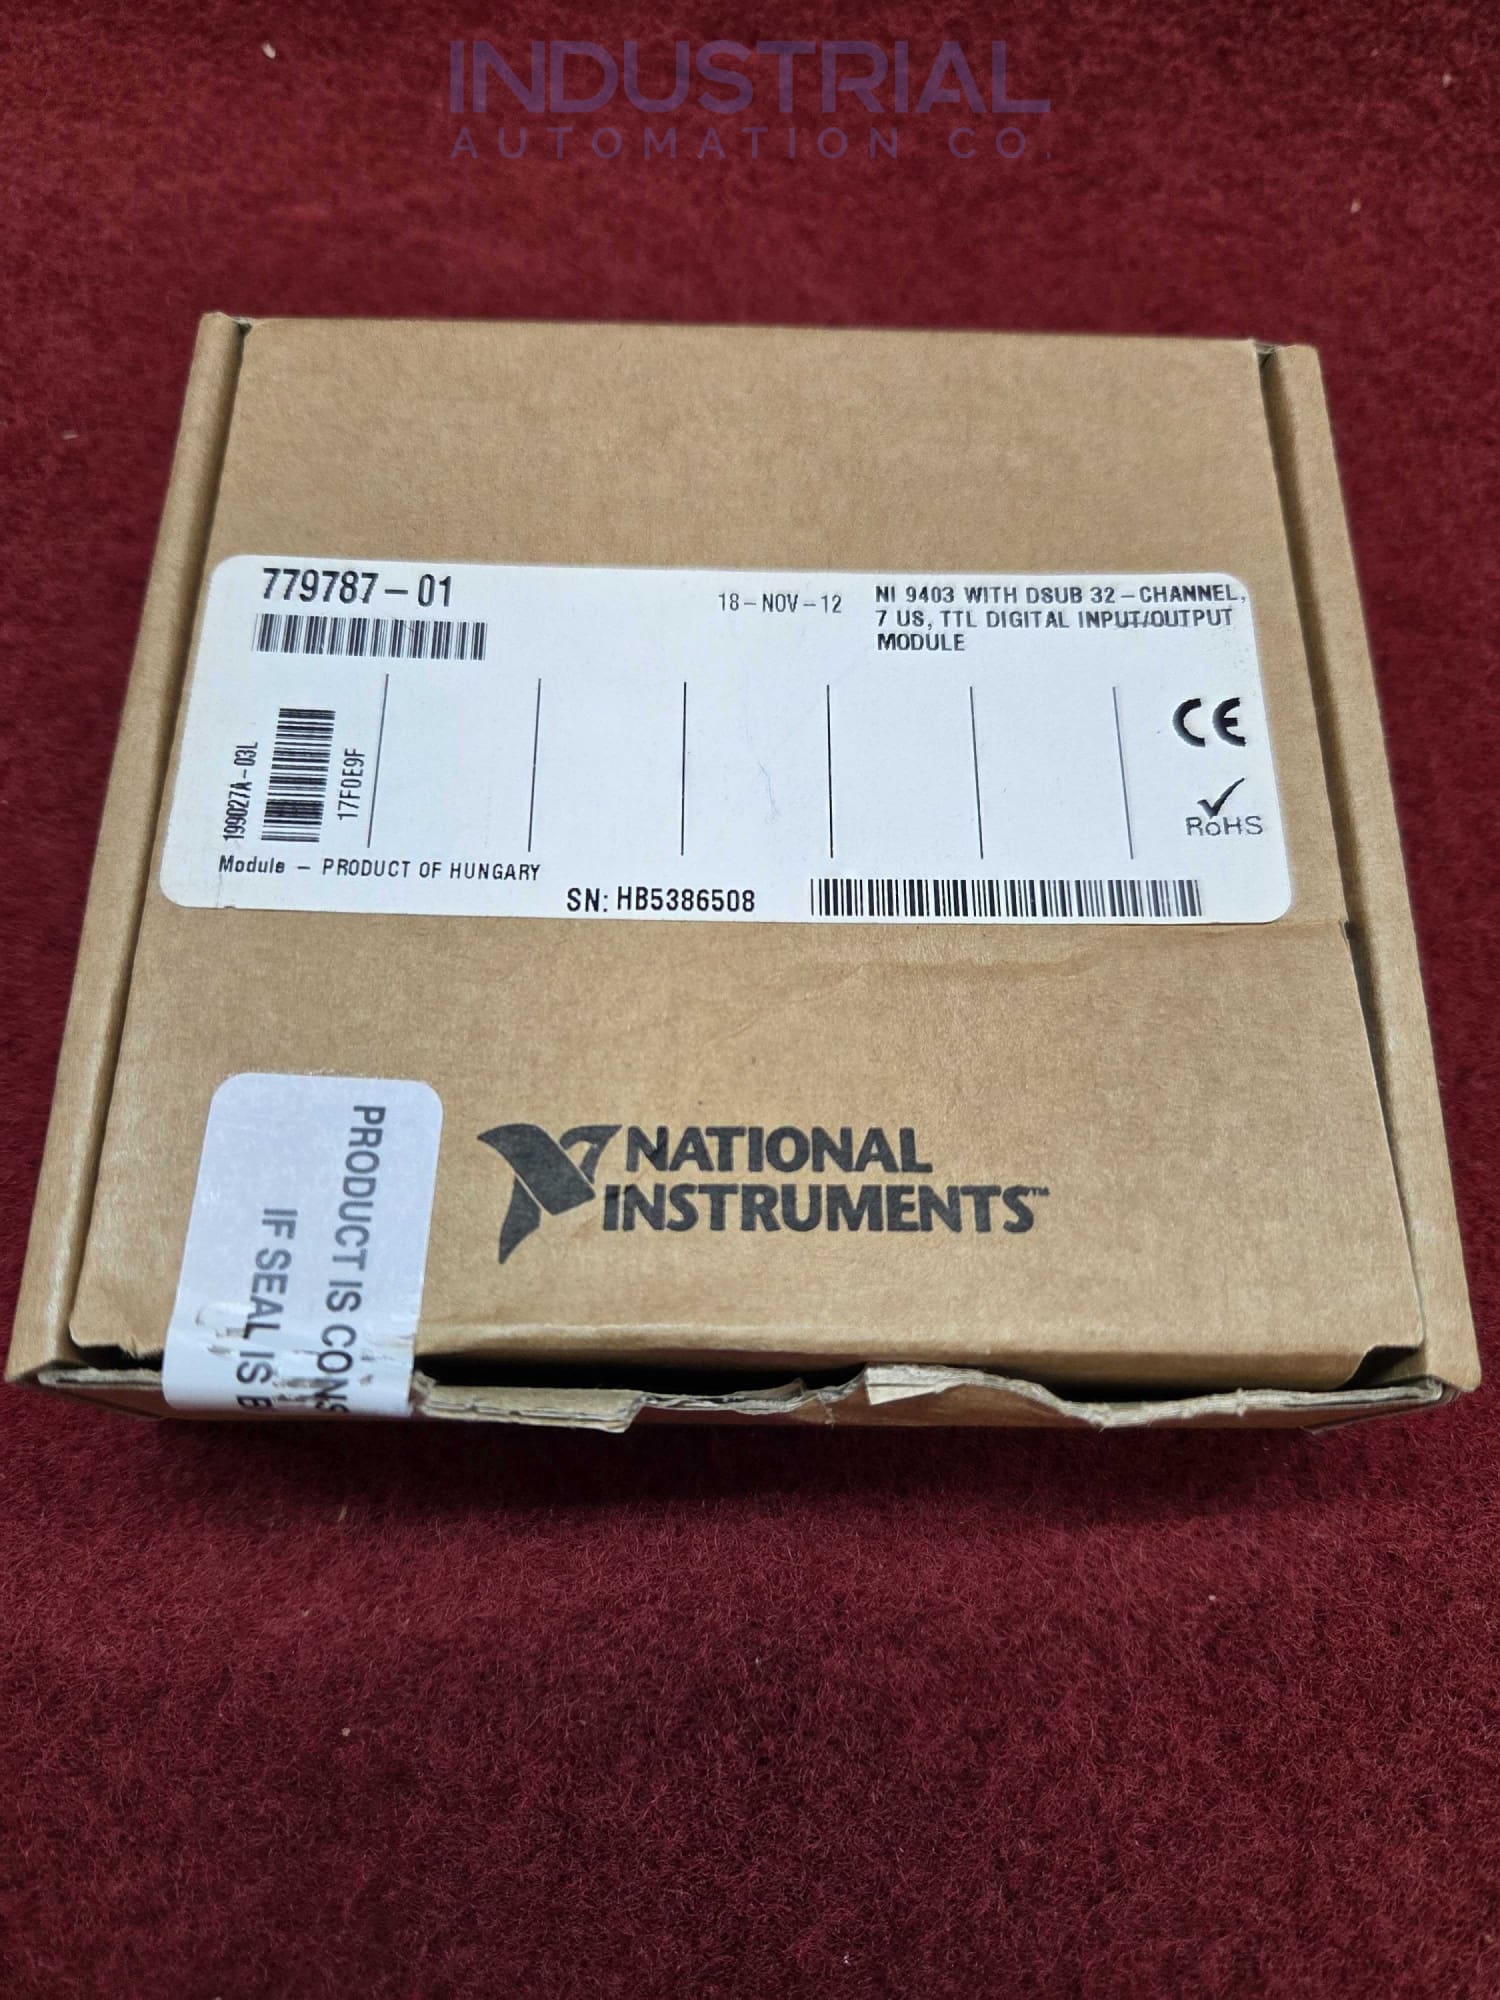 INDUSTRIAL
AUTOMATION CO.
779787-01
18-NOV-12
NI 9403 WITH DSUB 32-CHANNEL,
7 US, TTL DIGITAL INPUT/OUTPUT
MODULE
199027A-03L
17F0E9F
CE
RoHS
Module - PRODUCT OF HUNGARY
SN: HB5386508
NATIONAL
INSTRUMENTS™
PRODUCT IS CONS
IF SEAL IS B